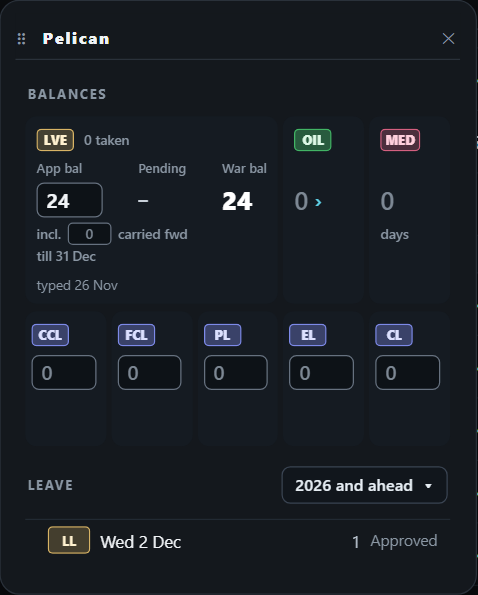 Pelican
BALANCES
LVE 0 taken
App bal Pending War bal
24 – 24
incl. 0 carried fwd
till 31 Dec
typed 26 Nov
OIL
0 ›
MED
0
days
CCL FCL PL EL CL
0 0 0 0 0
LEAVE 2026 and ahead
LL Wed 2 Dec 1 Approved